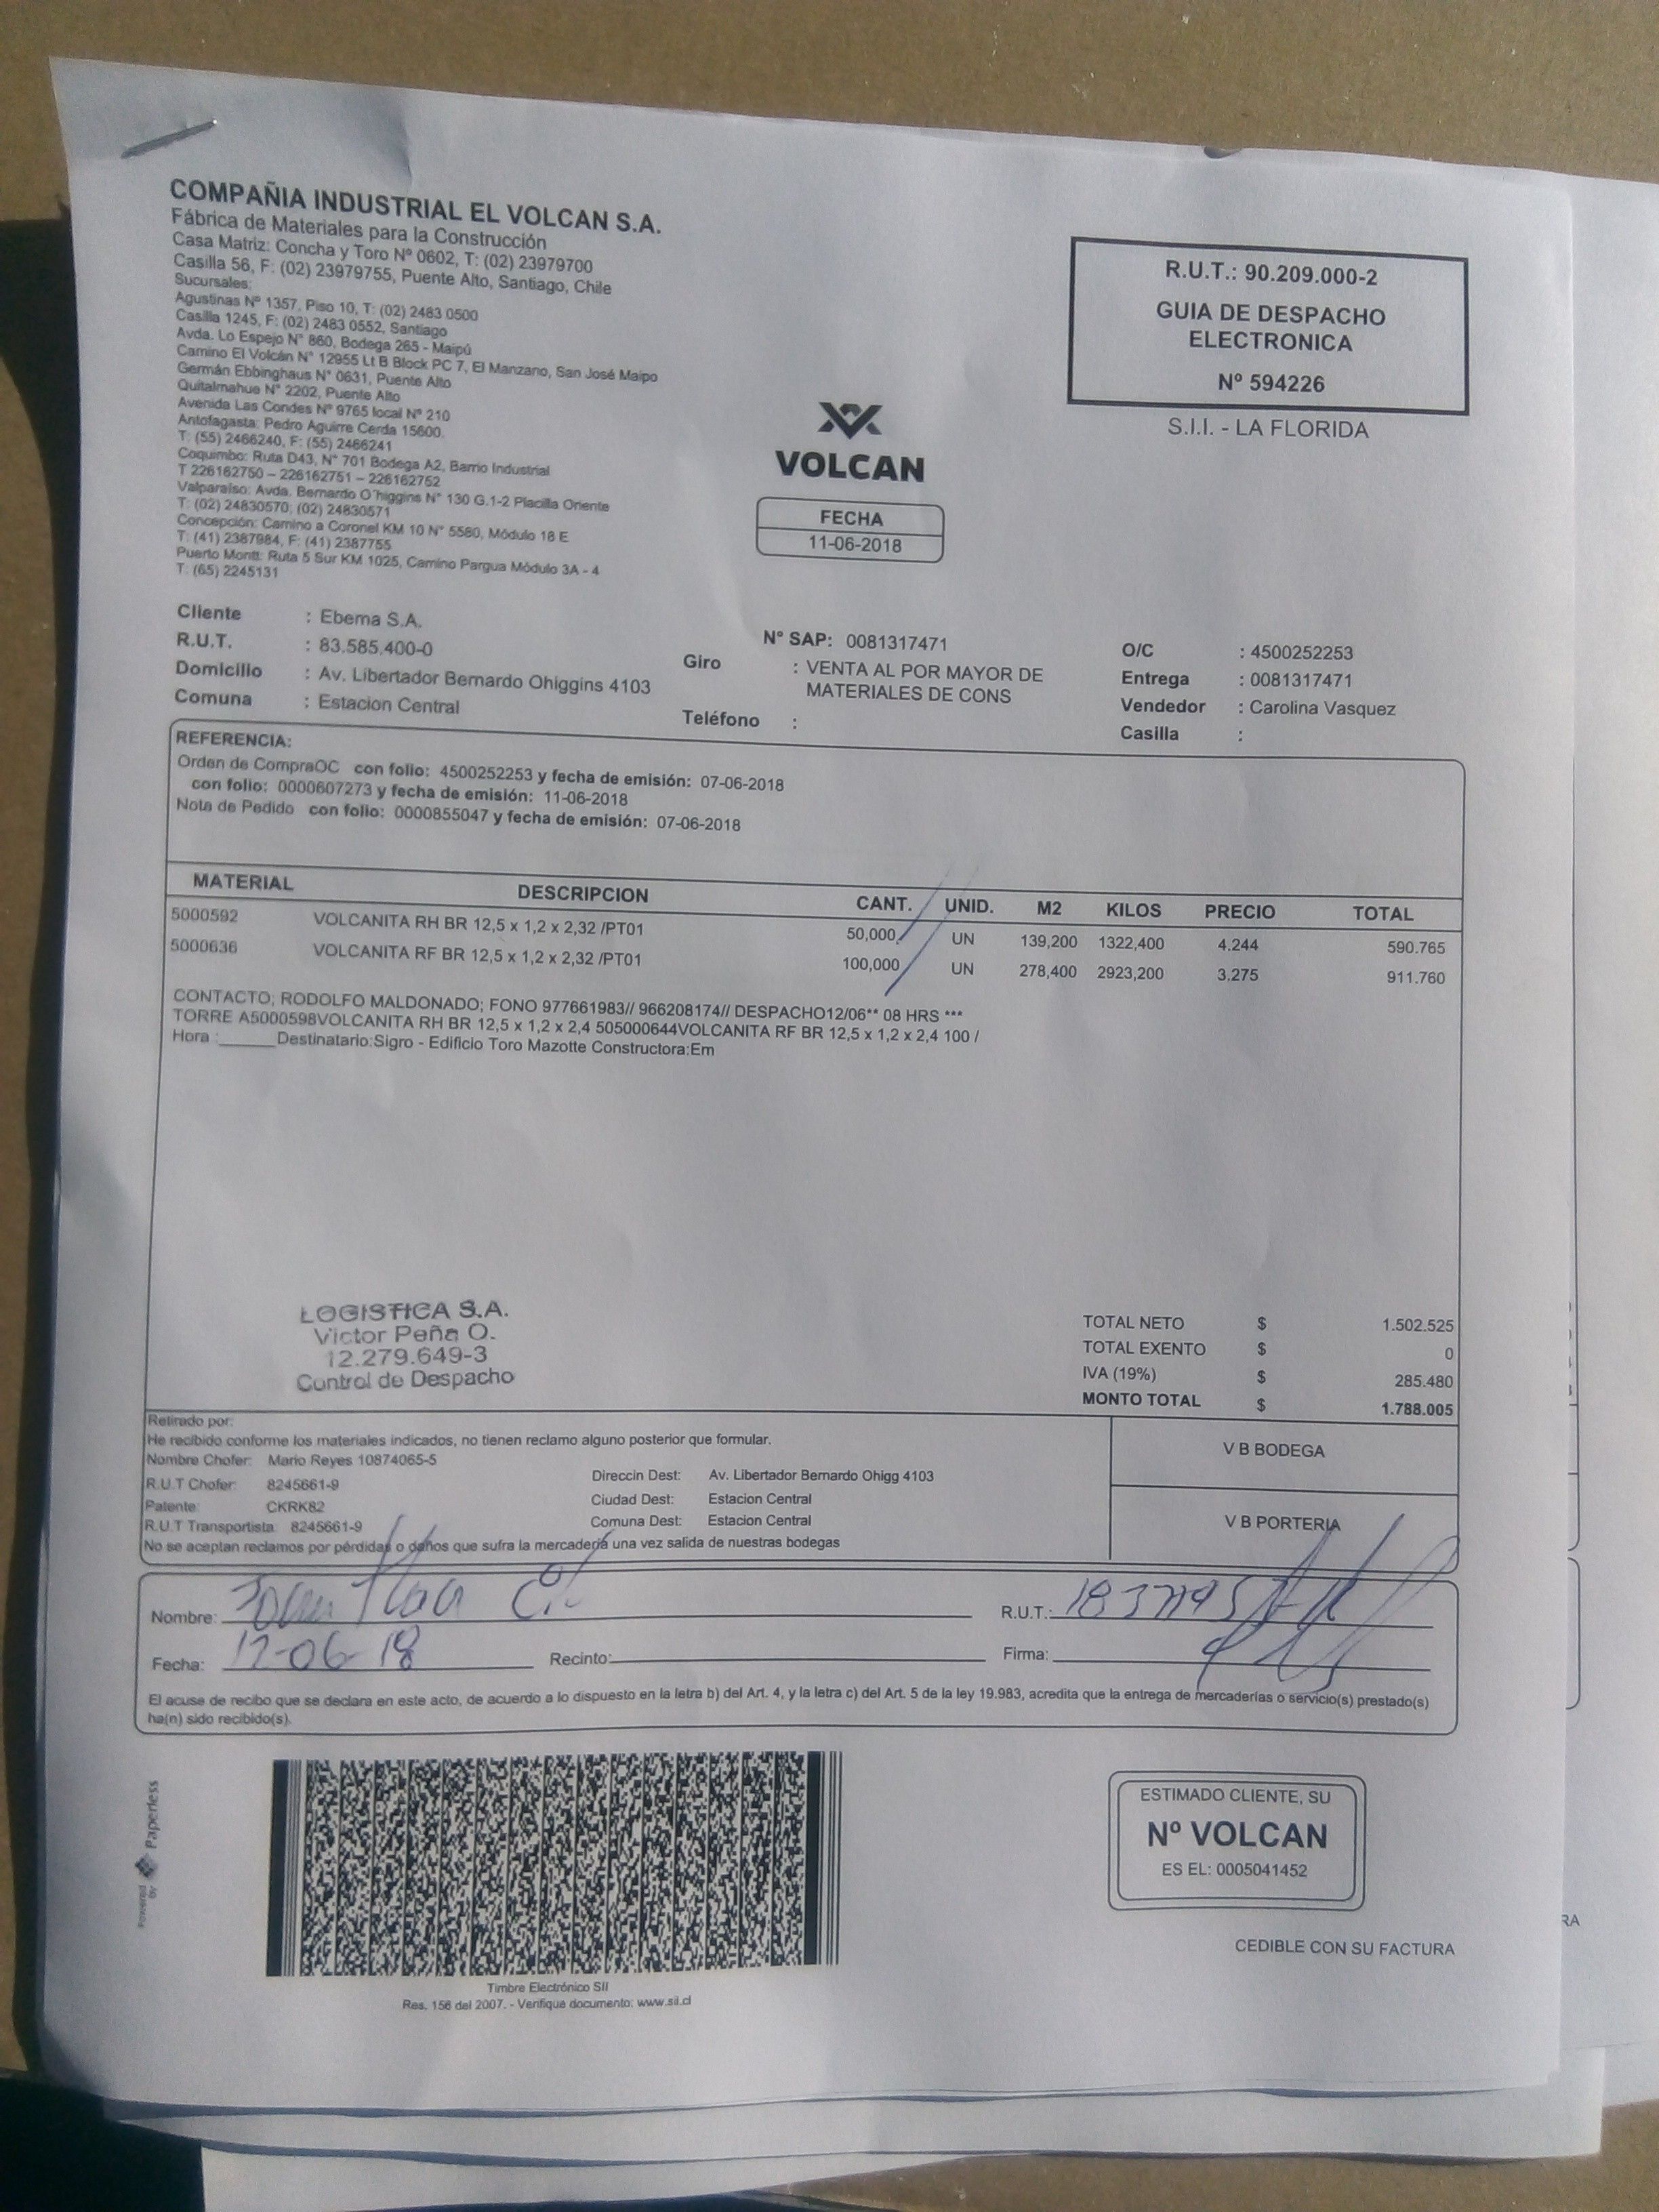 COMPAÑIA INDUSTRIAL EL VOLCAN S.A.
Fábrica de Materiales para la Construcción
Casa Matriz: Concha y Toro Nº 0602, T: (02) 23979700
Casilla 56, F: (02) 23979755, Puente Alto, Santiago, Chile
Sucursales:
Agustinas Nº 1357, Piso 10, T: (02) 2483 0500
Casilla 1245, F: (02) 2483 0552, Santiago
Avda. Lo Espejo N° 860, Bodega 265 - Maipú
Camino El Volcán N° 12955 Lt B Block PC 7, El Manzano, San José Maipo
Germán Ebbinghaus N° 0631, Puente Alto
Quitalmahue N° 2202, Puente Alto
Avenida Las Condes Nº 9765 local Nº 210
Antofagasta: Pedro Aguirre Cerda 15600.
T: (55) 2466240, F: (55) 2466241
Coquimbo: Ruta D43, N° 701 Bodega A2, Barrio Industrial
T 226162750 – 226162751 – 226162752
Valparaíso: Avda. Bernardo O´higgins N° 130 G.1-2 Placilla Oriente
T: (02) 24830570; (02) 24830571
Concepción: Camino a Coronel KM 10 N° 5580, Módulo 18 E
T: (41) 2387984, F: (41) 2387755
Puerto Montt: Ruta 5 Sur KM 1025, Camino Pargua Módulo 3A - 4
T: (65) 2245131
VOLCAN
FECHA
11-06-2018
R.U.T.: 90.209.000-2
GUIA DE DESPACHO
ELECTRONICA
Nº 594226
S.I.I. - LA FLORIDA
Cliente : Ebema S.A.
R.U.T. : 83.585.400-0
Domicilio : Av. Libertador Bernardo Ohiggins 4103
Comuna : Estacion Central
N° SAP: 0081317471
Giro : VENTA AL POR MAYOR DE
MATERIALES DE CONS
Teléfono :
O/C : 4500252253
Entrega : 0081317471
Vendedor : Carolina Vasquez
Casilla :
REFERENCIA:
Orden de CompraOC con folio: 4500252253 y fecha de emisión: 07-06-2018
con folio: 0000607273 y fecha de emisión: 11-06-2018
Nota de Pedido con folio: 0000855047 y fecha de emisión: 07-06-2018
MATERIAL DESCRIPCION CANT. UNID. M2 KILOS PRECIO TOTAL
5000592 VOLCANITA RH BR 12,5 x 1,2 x 2,32 /PT01 50,000 UN 139,200 1322,400 4.244 590.765
5000636 VOLCANITA RF BR 12,5 x 1,2 x 2,32 /PT01 100,000 UN 278,400 2923,200 3.275 911.760
CONTACTO; RODOLFO MALDONADO; FONO 977661983// 966208174// DESPACHO12/06** 08 HRS ***
TORRE A5000598VOLCANITA RH BR 12,5 x 1,2 x 2,4 505000644VOLCANITA RF BR 12,5 x 1,2 x 2,4 100 /
Hora :______ Destinatario:Sigro - Edificio Toro Mazotte Constructora:Em
LOGISTICA S.A.
Victor Peña O.
12.279.649-3
Control de Despacho
TOTAL NETO $ 1.502.525
TOTAL EXENTO $ 0
IVA (19%) $ 285.480
MONTO TOTAL $ 1.788.005
Retirado por:
He recibido conforme los materiales indicados, no tienen reclamo alguno posterior que formular.
Nombre Chofer: Mario Reyes 10874065-5
R.U.T Chofer: 8245661-9
Patente: CKRK82
R.U.T Transportista: 8245661-9
Direccin Dest: Av. Libertador Bernardo Ohigg 4103
Ciudad Dest: Estacion Central
Comuna Dest: Estacion Central
No se aceptan reclamos por pérdidas o daños que sufra la mercadería una vez salida de nuestras bodegas
V B BODEGA
V B PORTERIA
Nombre:
R.U.T.:
Fecha: 12-06-18
Recinto:
Firma:
El acuse de recibo que se declara en este acto, de acuerdo a lo dispuesto en la letra b) del Art. 4, y la letra c) del Art. 5 de la ley 19.983, acredita que la entrega de mercaderías o servicio(s) prestado(s)
ha(n) sido recibido(s).
Powered by Paperless
Timbre Electrónico SII
Res. 156 del 2007. - Verifique documento: www.sii.cl
ESTIMADO CLIENTE, SU
Nº VOLCAN
ES EL: 0005041452
CEDIBLE CON SU FACTURA
RA